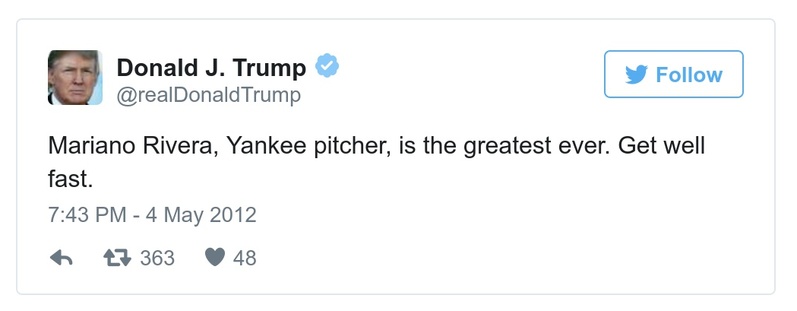 Donald J. Trump
@realDonaldTrump
Follow
Mariano Rivera, Yankee pitcher, is the greatest ever. Get well
fast.
7:43 PM - 4 May 2012
363 48